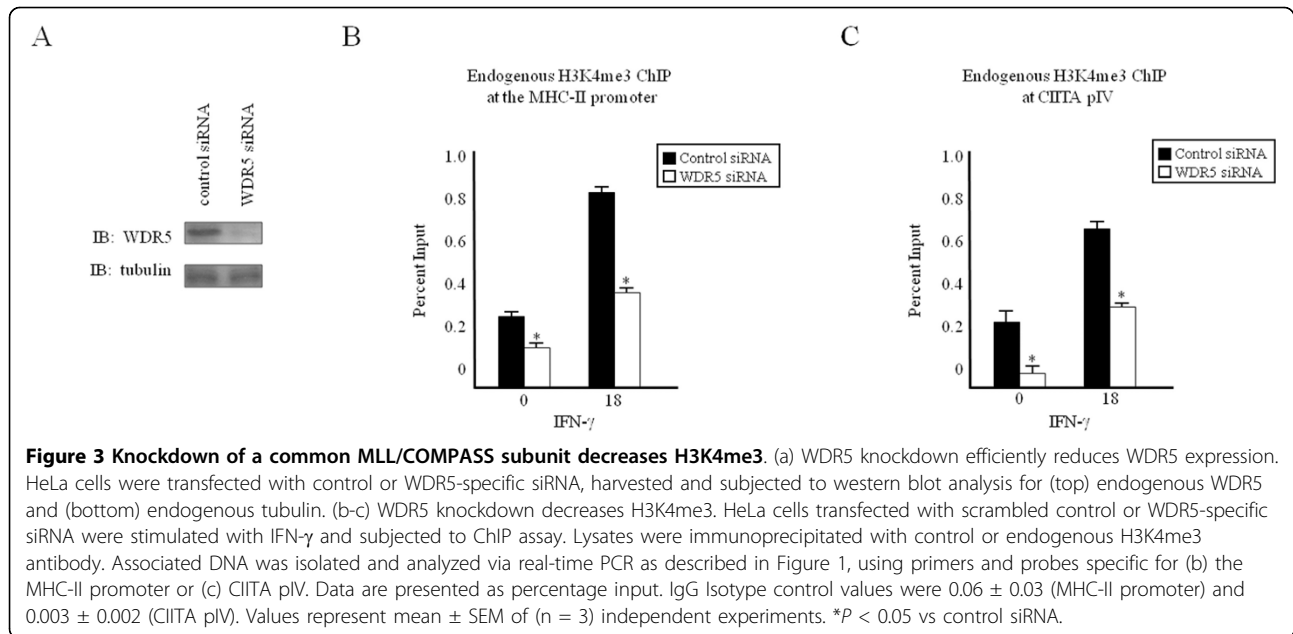 A
control siRNA
WDR5 siRNA
IB: WDR5
IB: tubulin
B
Endogenous H3K4me3 ChIP
at the MHC-II promoter
Percent Input
1.0
0.8
0.6
0.4
0.2
0
Control siRNA
WDR5 siRNA
*
*
0
18
IFN-γ
C
Endogenous H3K4me3 ChIP
at CIITA pIV
Percent Input
1.0
0.8
0.6
0.4
0.2
0
Control siRNA
WDR5 siRNA
*
*
0
18
IFN-γ
Figure 3 Knockdown of a common MLL/COMPASS subunit decreases H3K4me3. (a) WDR5 knockdown efficiently reduces WDR5 expression.
HeLa cells were transfected with control or WDR5-specific siRNA, harvested and subjected to western blot analysis for (top) endogenous WDR5
and (bottom) endogenous tubulin. (b-c) WDR5 knockdown decreases H3K4me3. HeLa cells transfected with scrambled control or WDR5-specific
siRNA were stimulated with IFN-γ and subjected to ChIP assay. Lysates were immunoprecipitated with control or endogenous H3K4me3
antibody. Associated DNA was isolated and analyzed via real-time PCR as described in Figure 1, using primers and probes specific for (b) the
MHC-II promoter or (c) CIITA pIV. Data are presented as percentage input. IgG Isotype control values were 0.06 ± 0.03 (MHC-II promoter) and
0.003 ± 0.002 (CIITA pIV). Values represent mean ± SEM of (n = 3) independent experiments. *P < 0.05 vs control siRNA.